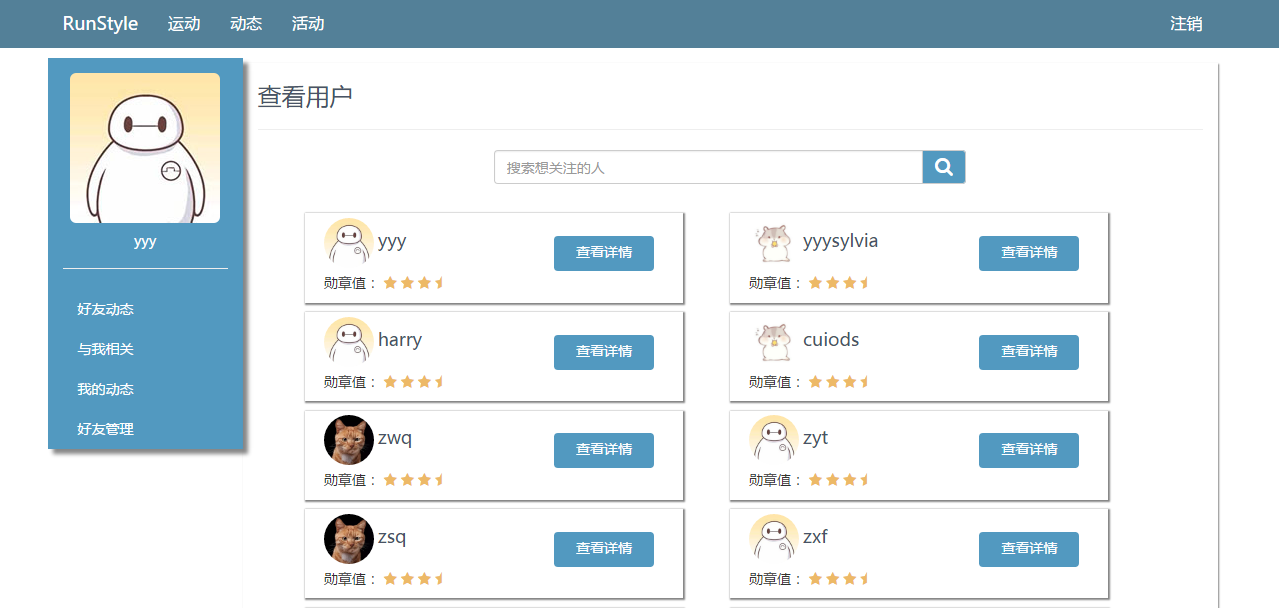 RunStyle 运动 动态 活动 注销
yyy
好友动态
与我相关
我的动态
好友管理
查看用户
搜索想关注的人
yyy 查看详情
勋章值：
yyysylvia 查看详情
勋章值：
harry 查看详情
勋章值：
cuiods 查看详情
勋章值：
zwq 查看详情
勋章值：
zyt 查看详情
勋章值：
zsq 查看详情
勋章值：
zxf 查看详情
勋章值：